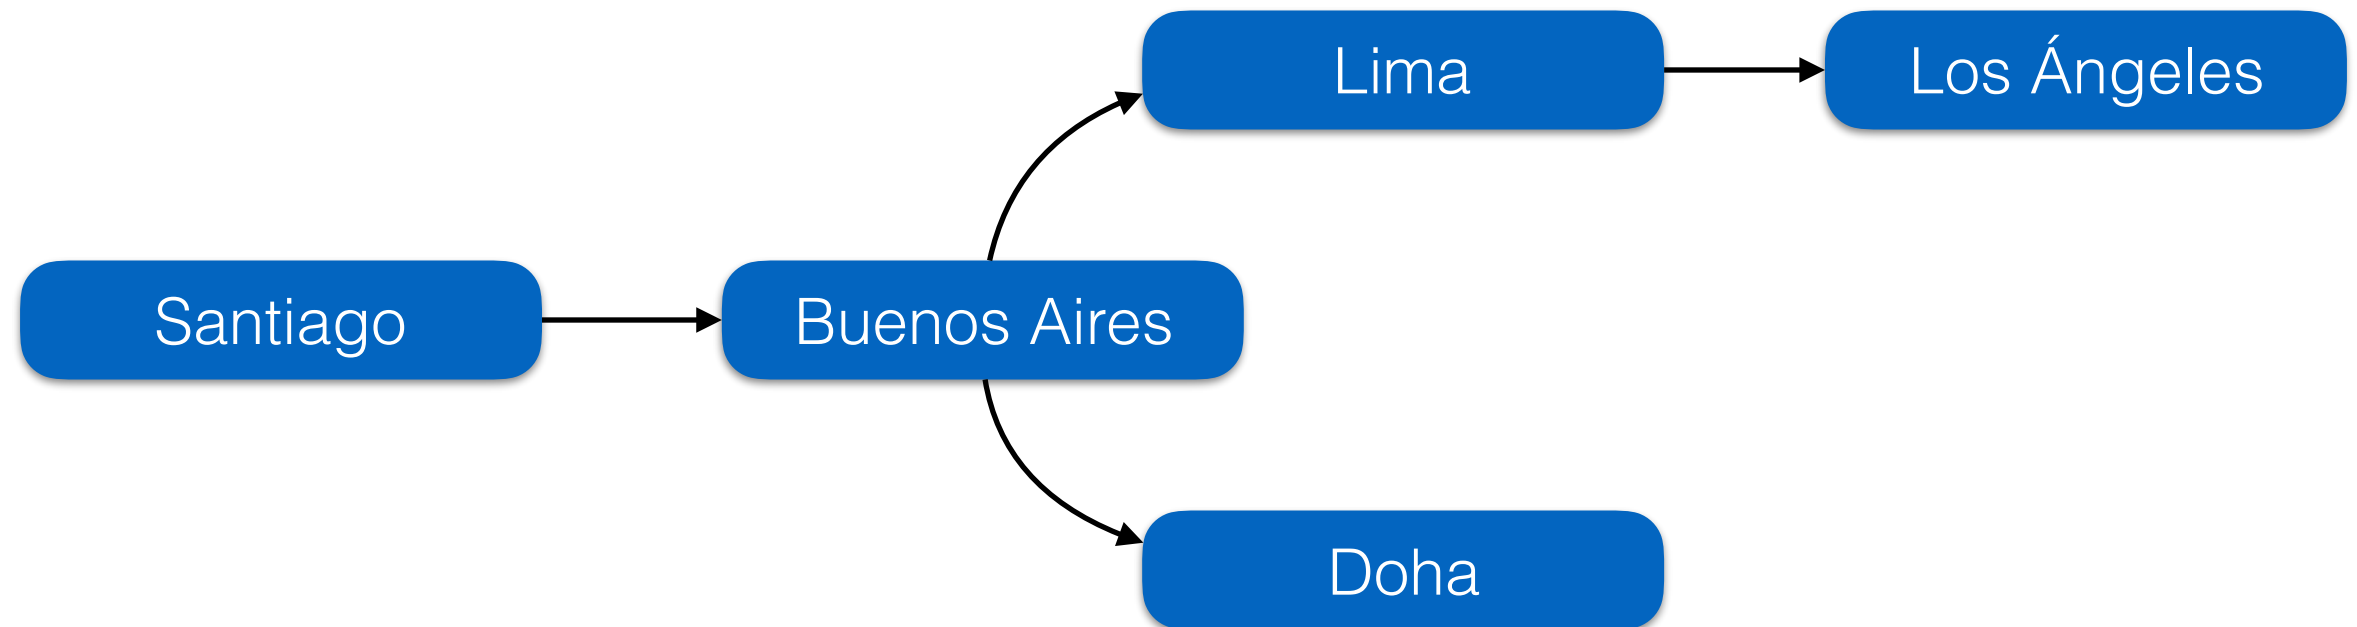 Lima
Los Ángeles
Santiago
Buenos Aires
Doha